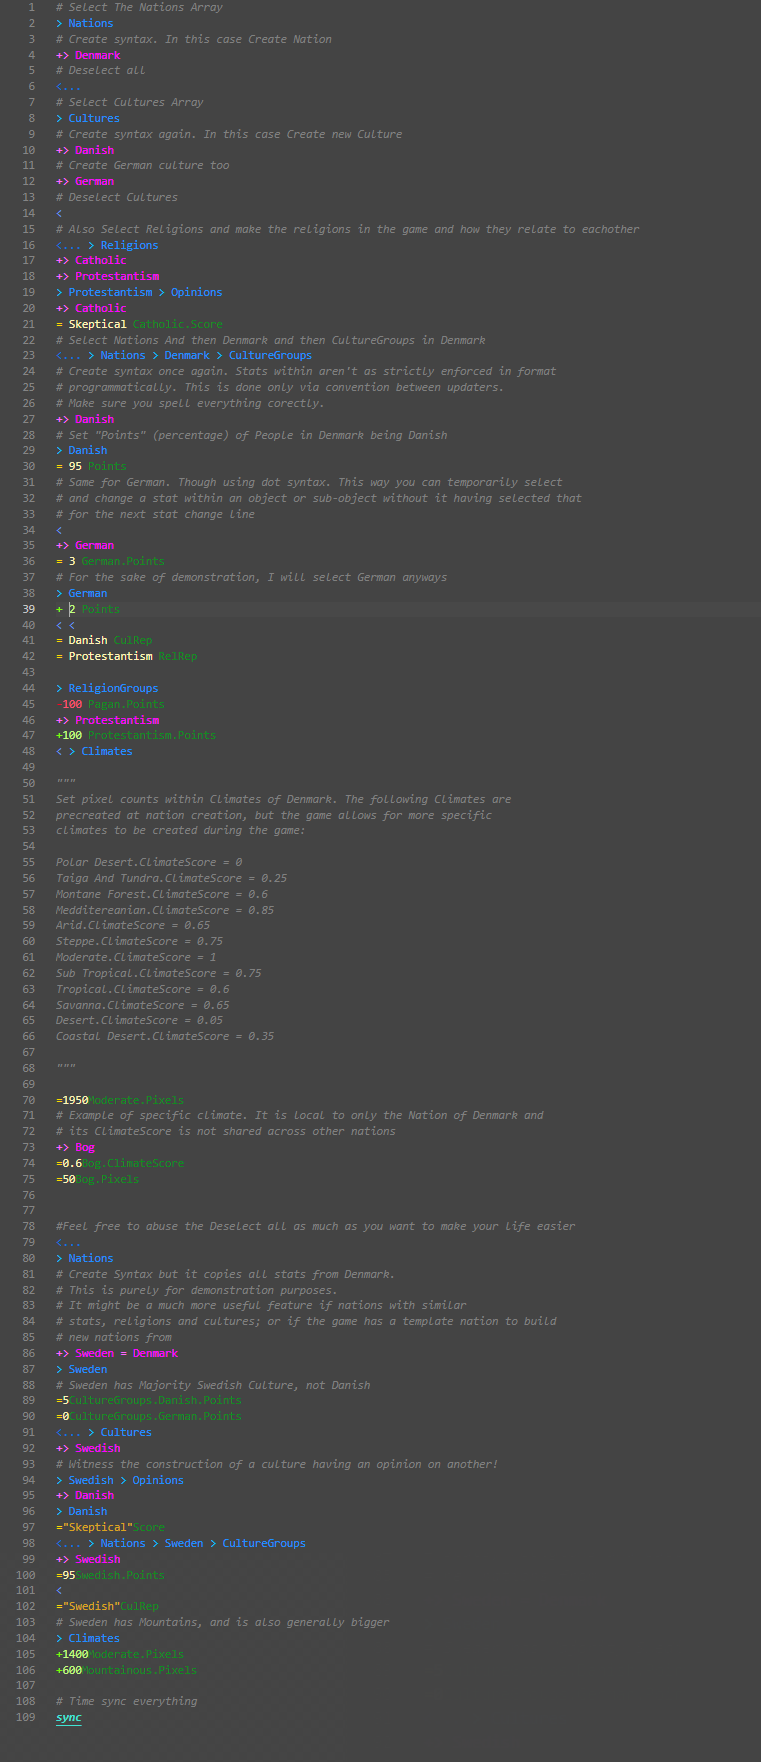 1 # Select The Nations Array
2 > Nations
3 # Create syntax. In this case Create Nation
4 +> Denmark
5 # Deselect all
6 <...
7 # Select Cultures Array
8 > Cultures
9 # Create syntax again. In this case Create new Culture
10 +> Danish
11 # Create German culture too
12 +> German
13 # Deselect Cultures
14 <
15 # Also Select Religions and make the religions in the game and how they relate to eachother
16 <... > Religions
17 +> Catholic
18 +> Protestantism
19 > Protestantism > Opinions
20 +> Catholic
21 = Skeptical Catholic.Score
22 # Select Nations And then Denmark and then CultureGroups in Denmark
23 <... > Nations > Denmark > CultureGroups
24 # Create syntax once again. Stats within aren't as strictly enforced in format
25 # programmatically. This is done only via convention between updaters.
26 # Make sure you spell everything corectly.
27 +> Danish
28 # Set "Points" (percentage) of People in Denmark being Danish
29 > Danish
30 = 95 Points
31 # Same for German. Though using dot syntax. This way you can temporarily select
32 # and change a stat within an object or sub-object without it having selected that
33 # for the next stat change line
34 <
35 +> German
36 = 3 German.Points
37 # For the sake of demonstration, I will select German anyways
38 > German
39 + 2 Points
40 < <
41 = Danish CulRep
42 = Protestantism RelRep
43
44 > ReligionGroups
45 -100 Pagan.Points
46 +> Protestantism
47 +100 Protestantism.Points
48 < > Climates
49
50 """
51 Set pixel counts within Climates of Denmark. The following Climates are
52 precreated at nation creation, but the game allows for more specific
53 climates to be created during the game:
54
55 Polar Desert.ClimateScore = 0
56 Taiga And Tundra.ClimateScore = 0.25
57 Montane Forest.ClimateScore = 0.6
58 Medditereanian.ClimateScore = 0.85
59 Arid.ClimateScore = 0.65
60 Steppe.ClimateScore = 0.75
61 Moderate.ClimateScore = 1
62 Sub Tropical.ClimateScore = 0.75
63 Tropical.ClimateScore = 0.6
64 Savanna.ClimateScore = 0.65
65 Desert.ClimateScore = 0.05
66 Coastal Desert.ClimateScore = 0.35
67
68 """
69
70 =1950Moderate.Pixels
71 # Example of specific climate. It is local to only the Nation of Denmark and
72 # its ClimateScore is not shared across other nations
73 +> Bog
74 =0.6Bog.ClimateScore
75 =50Bog.Pixels
76
77
78 #Feel free to abuse the Deselect all as much as you want to make your life easier
79 <...
80 > Nations
81 # Create Syntax but it copies all stats from Denmark.
82 # This is purely for demonstration purposes.
83 # It might be a much more useful feature if nations with similar
84 # stats, religions and cultures; or if the game has a template nation to build
85 # new nations from
86 +> Sweden = Denmark
87 > Sweden
88 # Sweden has Majority Swedish Culture, not Danish
89 =5CultureGroups.Danish.Points
90 =0CultureGroups.German.Points
91 <... > Cultures
92 +> Swedish
93 # Witness the construction of a culture having an opinion on another!
94 > Swedish > Opinions
95 +> Danish
96 > Danish
97 ="Skeptical"Score
98 <... > Nations > Sweden > CultureGroups
99 +> Swedish
100 =95Swedish.Points
101 <
102 ="Swedish"CulRep
103 # Sweden has Mountains, and is also generally bigger
104 > Climates
105 +1400Moderate.Pixels
106 +600Mountainous.Pixels
107
108 # Time sync everything
109 sync